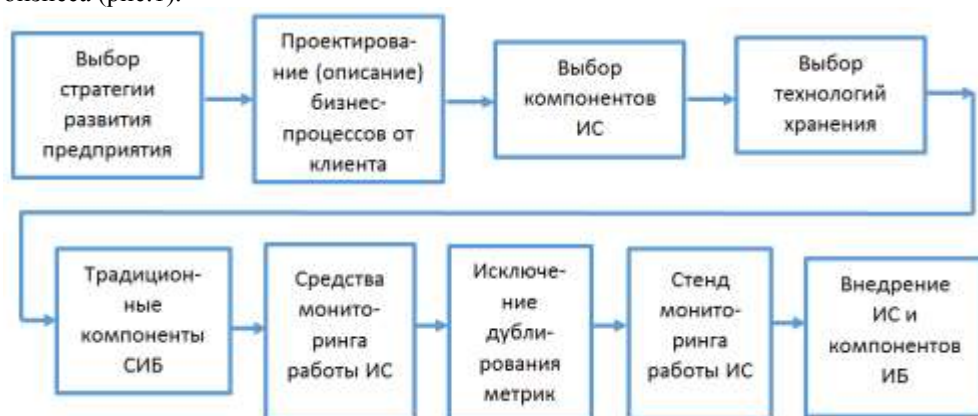 бизнеса (рис.1).
Выбор
стратегии
развития
предприятия
Проектирова-
ние (описание)
бизнес-
процессов от
клиента
Выбор
компонентов
ИС
Выбор
технологий
хранения
Традицион-
ные
компоненты
СИБ
Средства
монито-
ринга
работы ИС
Исключе-
ние
дубли-
рования
метрик
Стенд
монито-
ринга
работы ИС
Внедрение
ИС и
компонентов
ИБ